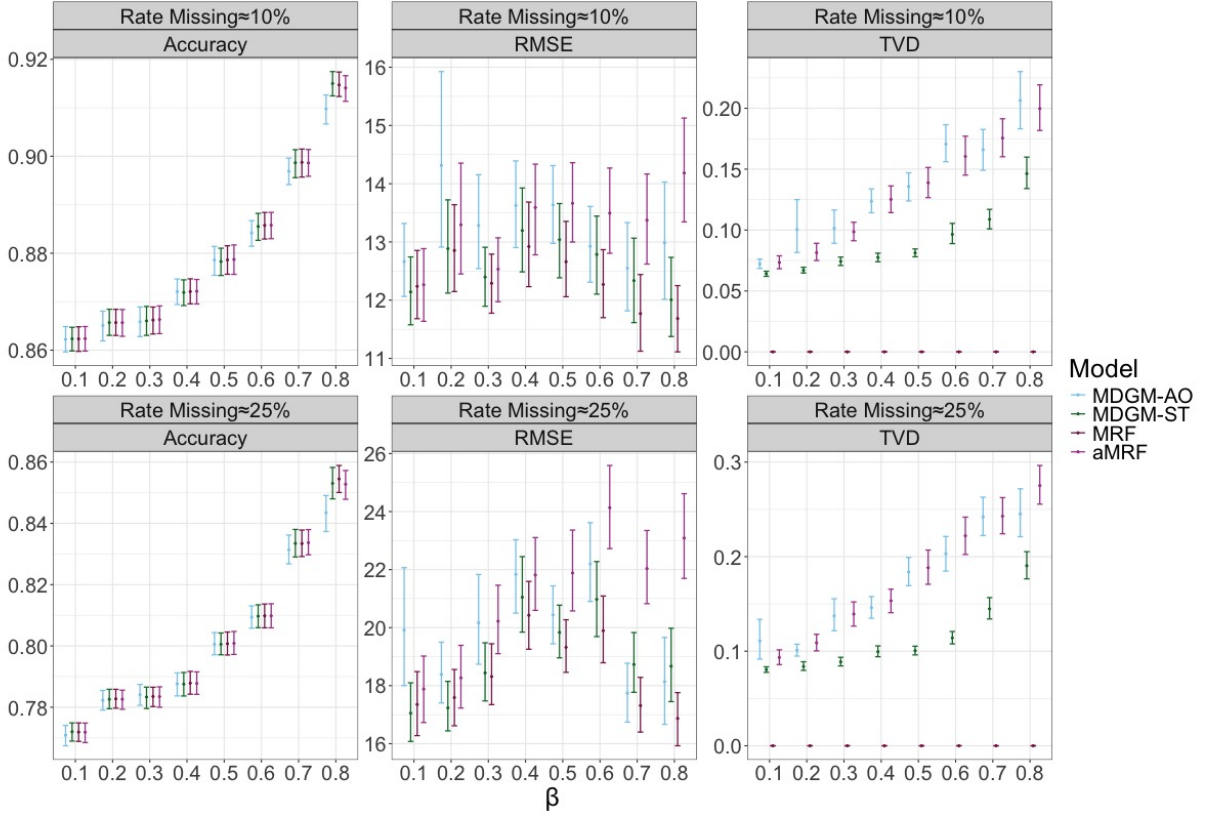 Rate Missing≈10% Rate Missing≈10% Rate Missing≈10%
Accuracy RMSE TVD
0.92
0.90
0.88
0.86
16
15
14
13
12
11
0.20
0.15
0.10
0.05
0.00
0.1 0.2 0.3 0.4 0.5 0.6 0.7 0.8
0.1 0.2 0.3 0.4 0.5 0.6 0.7 0.8
0.1 0.2 0.3 0.4 0.5 0.6 0.7 0.8
Rate Missing≈25% Rate Missing≈25% Rate Missing≈25%
Accuracy RMSE TVD
0.86
0.84
0.82
0.80
0.78
26
24
22
20
18
16
0.3
0.2
0.1
0.0
0.1 0.2 0.3 0.4 0.5 0.6 0.7 0.8
0.1 0.2 0.3 0.4 0.5 0.6 0.7 0.8
0.1 0.2 0.3 0.4 0.5 0.6 0.7 0.8
β
Model
MDGM-AO
MDGM-ST
MRF
aMRF